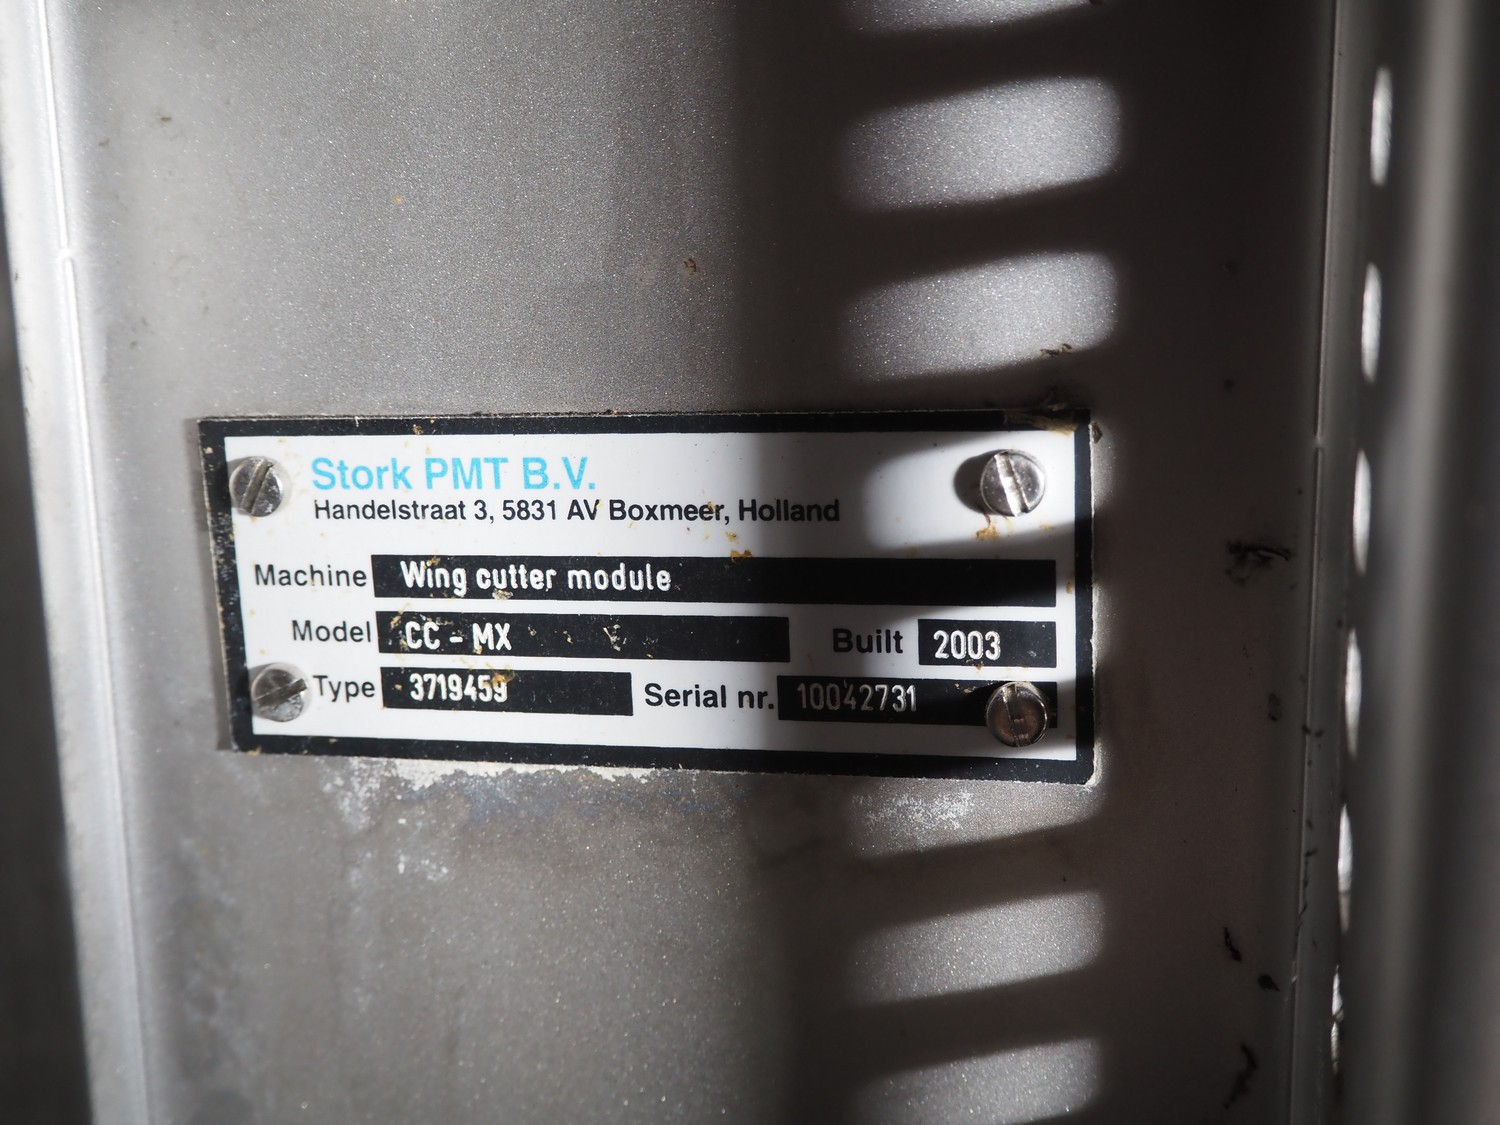 Stork PMT B.V.
Handelstraat 3, 5831 AV Boxmeer, Holland
Machine Wing cutter module
Model CC - MX Built 2003
Type 3719459 Serial nr. 10042731